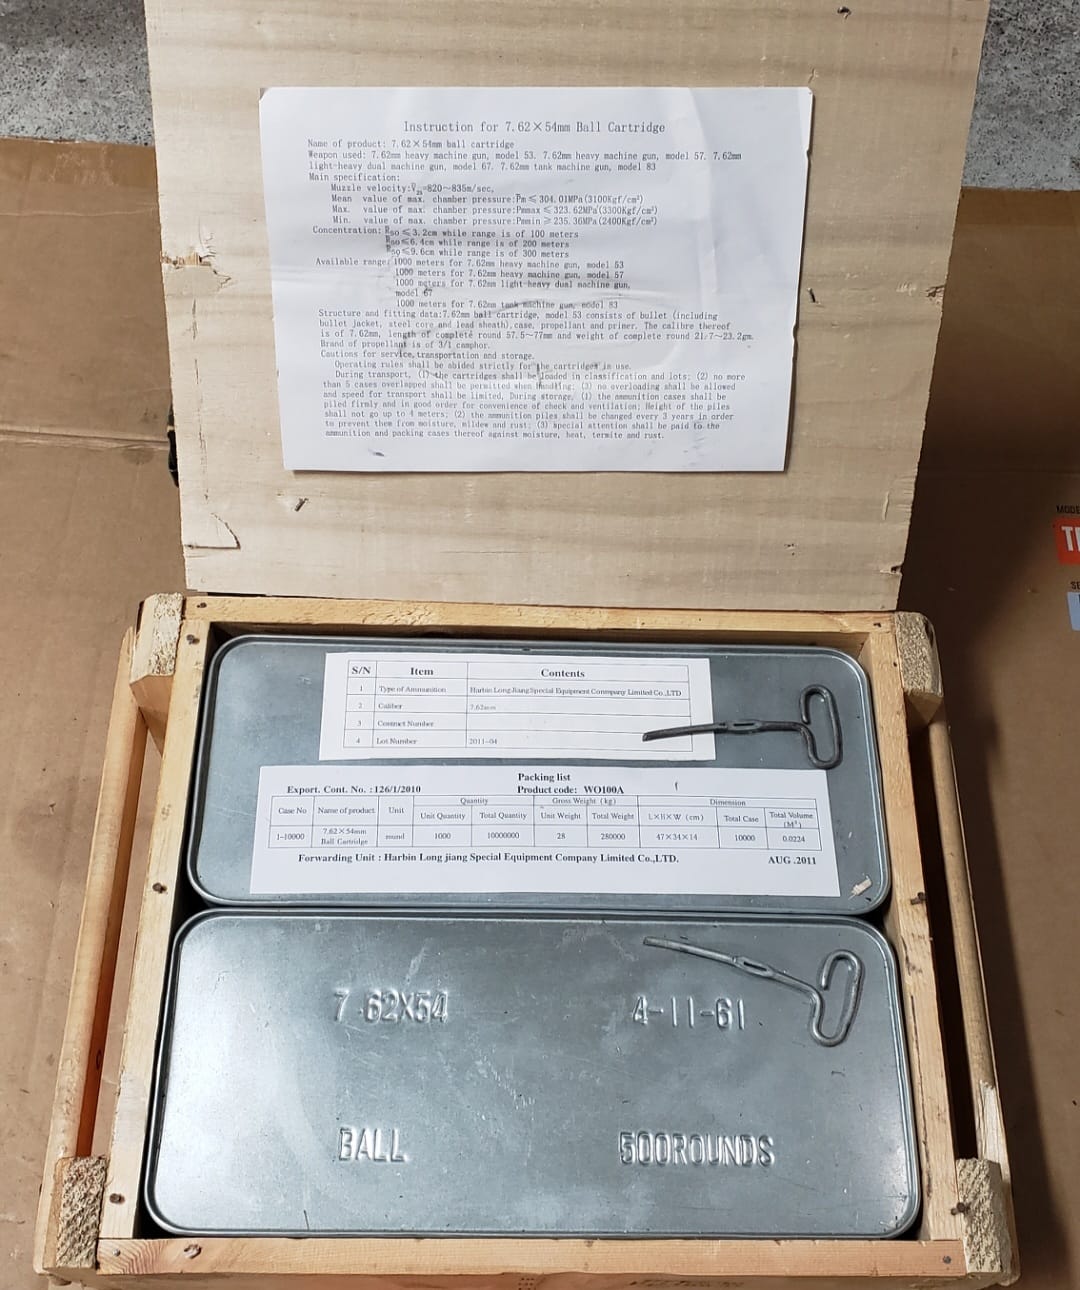 Instruction for 7.62×54mm Ball Cartridge
Name of product: 7.62×54mm ball cartridge
Weapon used: 7.62mm heavy machine gun, model 53. 7.62mm heavy machine gun, model 57. 7.62mm
light-heavy dual machine gun, model 67. 7.62mm tank machine gun, model 83
Main specification:
Muzzle velocity:V₂₅=820~835m/sec,
Mean value of max. chamber pressure:Pm≤304.01MPa(3100Kgf/cm²)
Max. value of max. chamber pressure:Pmmax≤323.62MPa(3300Kgf/cm²)
Min. value of max. chamber pressure:Pmmin≥235.36MPa(2400Kgf/cm²)
Concentration: R50≤3.2cm while range is of 100 meters
R50≤6.4cm while range is of 200 meters
R50≤9.6cm while range is of 300 meters
Available range: 1000 meters for 7.62mm heavy machine gun, model 53
1000 meters for 7.62mm heavy machine gun, model 57
1000 meters for 7.62mm light-heavy dual machine gun,
model 67
1000 meters for 7.62mm tank machine gun, model 83
Structure and fitting data:7.62mm ball cartridge, model 53 consists of bullet (including
bullet jacket, steel core and lead sheath),case, propellant and primer. The calibre thereof
is of 7.62mm, length of complete round 57.5~77mm and weight of complete round 21.7~23.2gm.
Brand of propellant is of 3/1 camphor.
Cautions for service,transportation and storage.
Operating rules shall be abided strictly for the cartridges in use.
During transport, (1) the cartridges shall be loaded in classification and lots; (2) no more
than 5 cases overlapped shall be permitted when Handling; (3) no overloading shall be allowed
and speed for transport shall be limited, During storage, (1) the ammunition cases shall be
piled firmly and in good order for convenience of check and ventilation; Height of the piles
shall not go up to 4 meters; (2) the ammunition piles shall be changed every 3 years in order
to prevent them from moisture, mildew and rust; (3) special attention shall be paid to the
ammunition and packing cases thereof against moisture, heat, termite and rust.
MODE
S/N Item Contents
1 Type of Ammunition Harbin Long Jiang Special Equipment Conmpany Limited Co.,LTD
2 Caliber 7.62mm
3 Contract Number
4 Lot Number 2011-04
Packing list
Export. Cont. No. :126/1/2010 Product code: WO100A
Case No Name of product Unit Quantity Gross Weight (kg) Dimension
Unit Quantity Total Quantity Unit Weight Total Weight L×H×W (cm) Total Case Total Volume (M³)
1-10000 7.62×54mm Ball Cartridge round 1000 10000000 28 280000 47×34×14 10000 0.0224
Forwarding Unit : Harbin Long jiang Special Equipment Company Limited Co.,LTD. AUG .2011
7.62X54 4-11-61
BALL 500ROUNDS